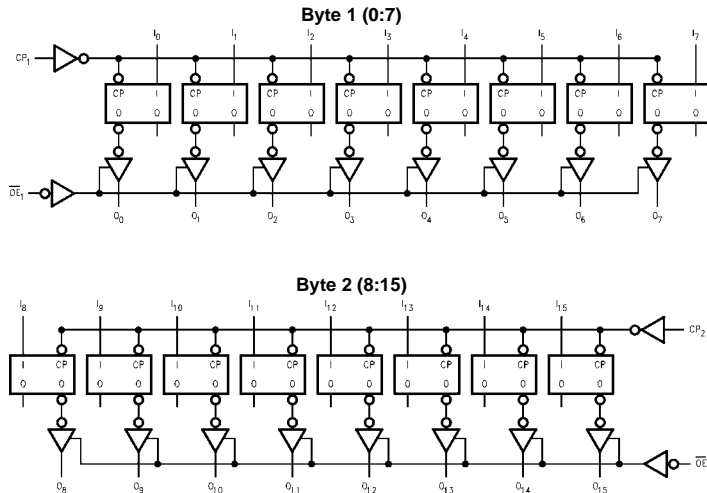 Byte 1 (0:7)
I0 I1 I2 I3 I4 I5 I6 I7
CP1
CP I CP I CP I CP I CP I CP I CP I CP I
O O O O O O O O O O O O O O O O
OE1
O0 O1 O2 O3 O4 O5 O6 O7
Byte 2 (8:15)
I8 I9 I10 I11 I12 I13 I14 I15
CP2
I CP I CP I CP I CP I CP I CP I CP I CP
O O O O O O O O O O O O O O O O
OE
O8 O9 O10 O11 O12 O13 O14 O15